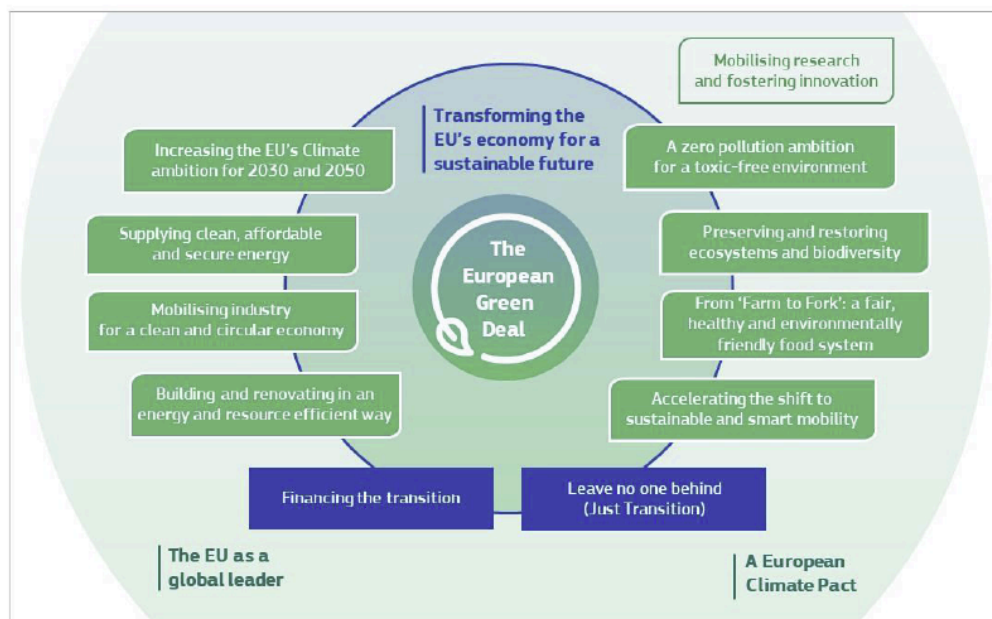 Mobilising research
and fostering innovation
Transforming the
EU's economy for a
sustainable future
Increasing the EU's Climate
ambition for 2030 and 2050
A zero pollution ambition
for a toxic-free environment
Supplying clean, affordable
and secure energy
Preserving and restoring
ecosystems and biodiversity
The
European
Green
Deal
Mobilising industry
for a clean and circular economy
From 'Farm to Fork': a fair,
healthy and environmentally
friendly food system
Building and renovating in an
energy and resource efficient way
Accelerating the shift to
sustainable and smart mobility
Financing the transition
Leave no one behind
(Just Transition)
The EU as a
global leader
A European
Climate Pact